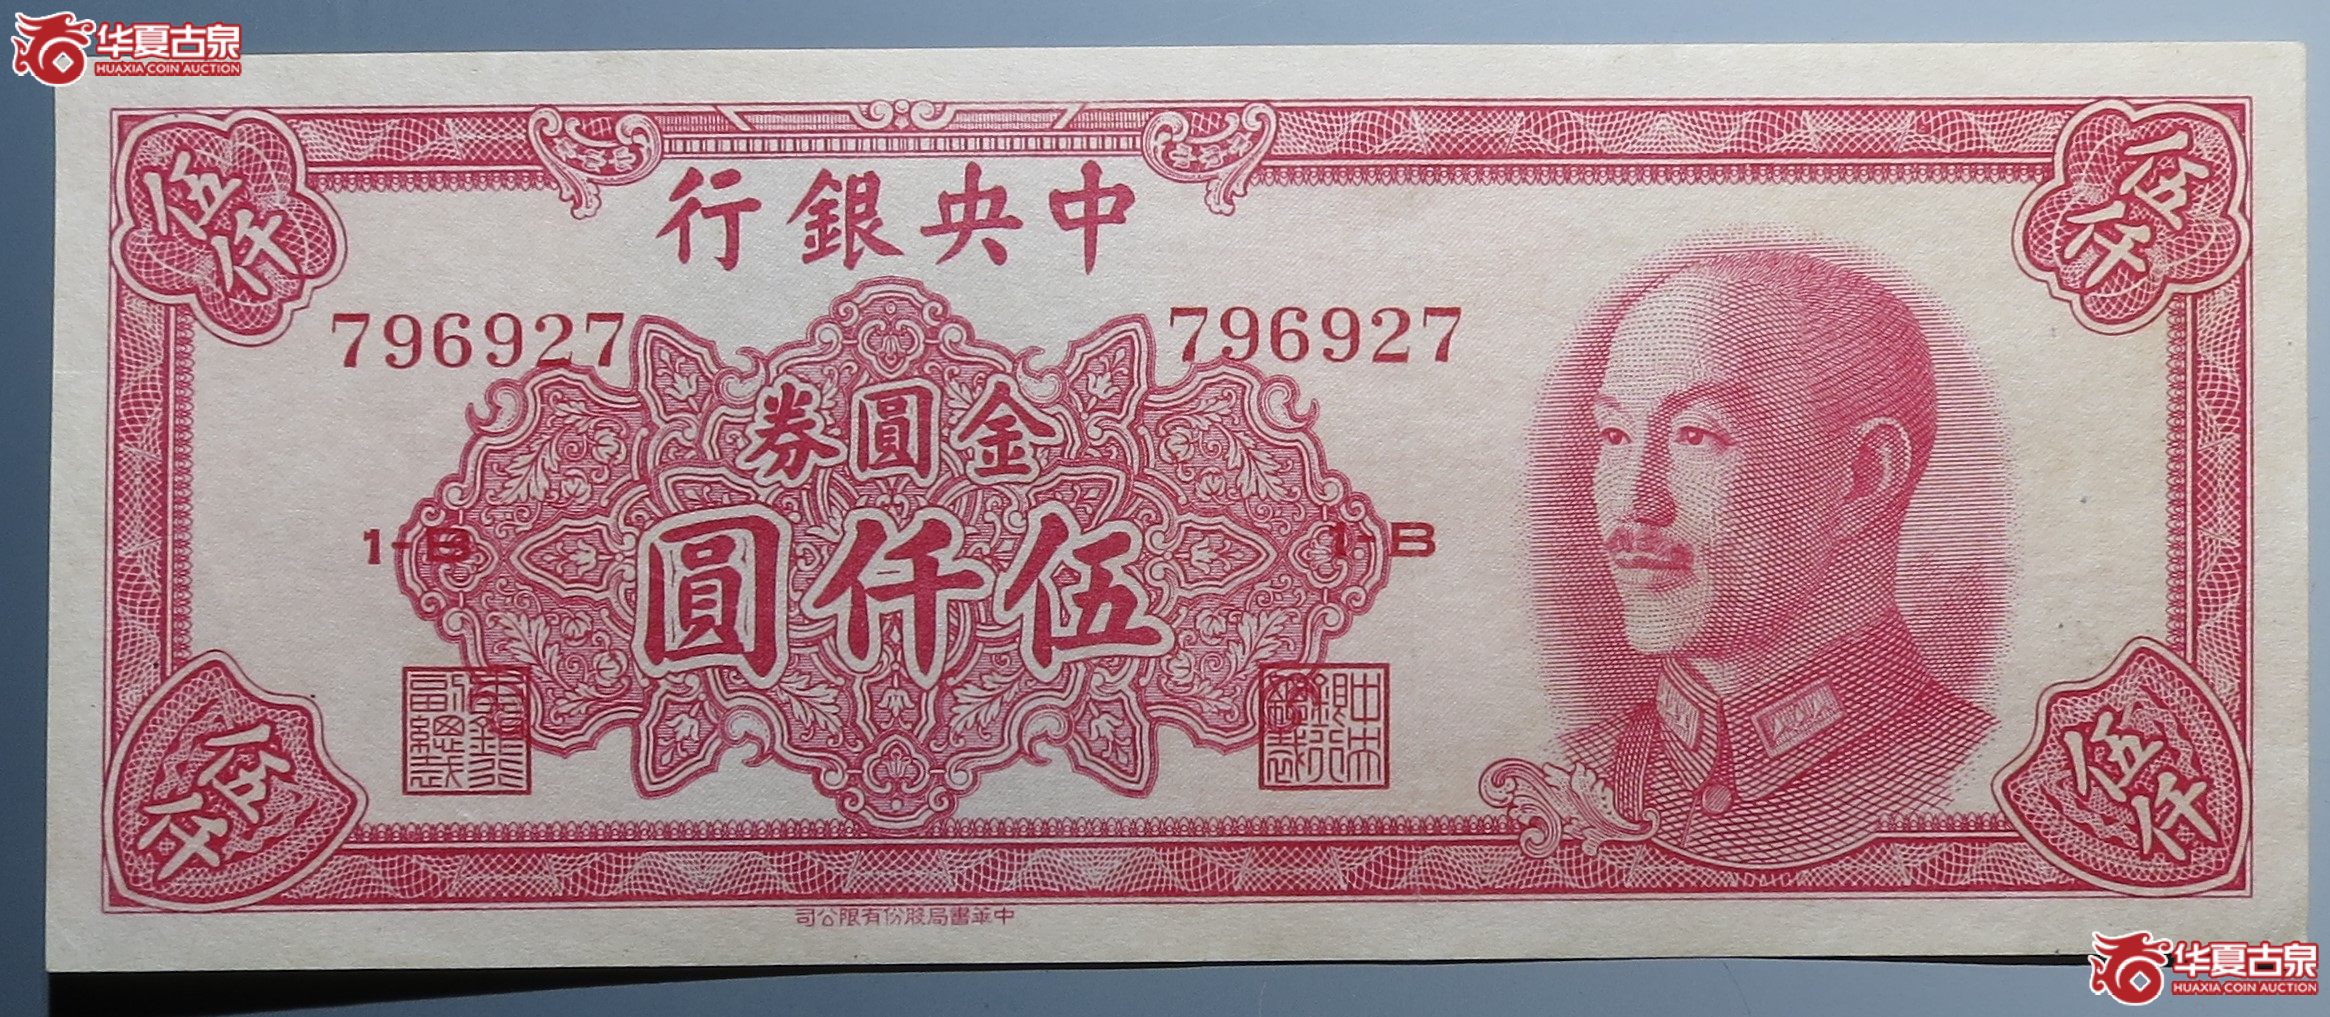 华夏古泉
HUAXIA COIN AUCTION
伍仟
伍仟
中央銀行
796927
796927
金圓券
1-B
1-B
伍仟圓
伍仟
伍仟
中華書局股份有限公司
华夏古泉
HUAXIA COIN AUCTION